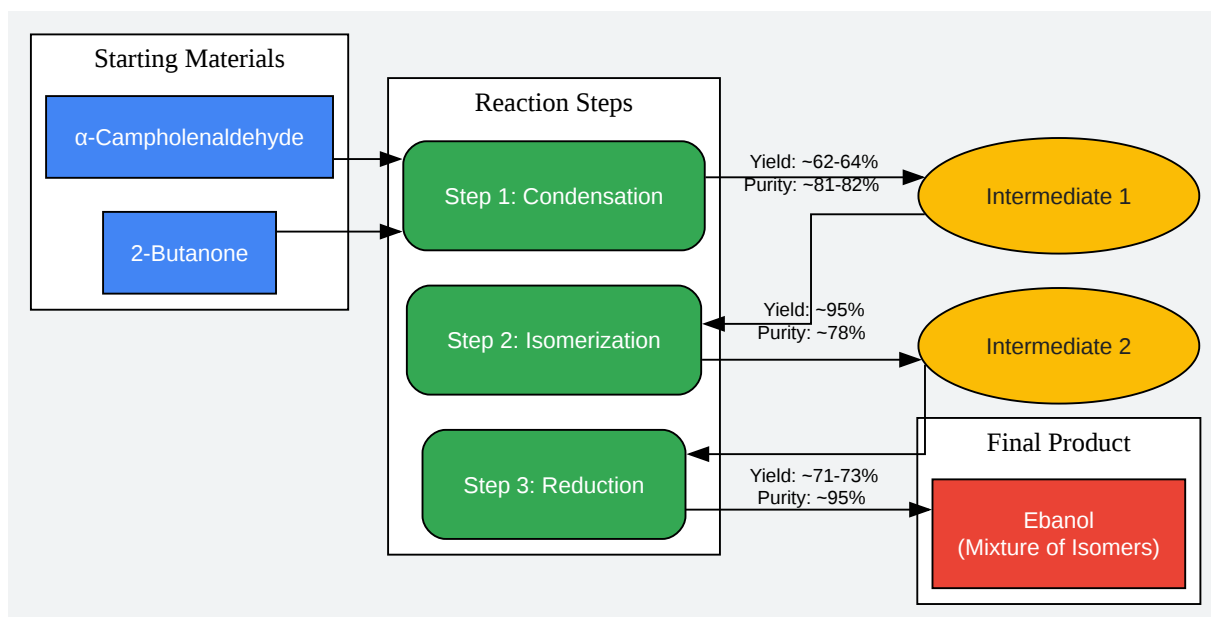 Starting Materials
α-Campholenaldehyde
2-Butanone
Reaction Steps
Step 1: Condensation
Yield: ~62-64%
Purity: ~81-82%
Intermediate 1
Step 2: Isomerization
Yield: ~95%
Purity: ~78%
Intermediate 2
Step 3: Reduction
Yield: ~71-73%
Purity: ~95%
Final Product
Ebanol
(Mixture of Isomers)